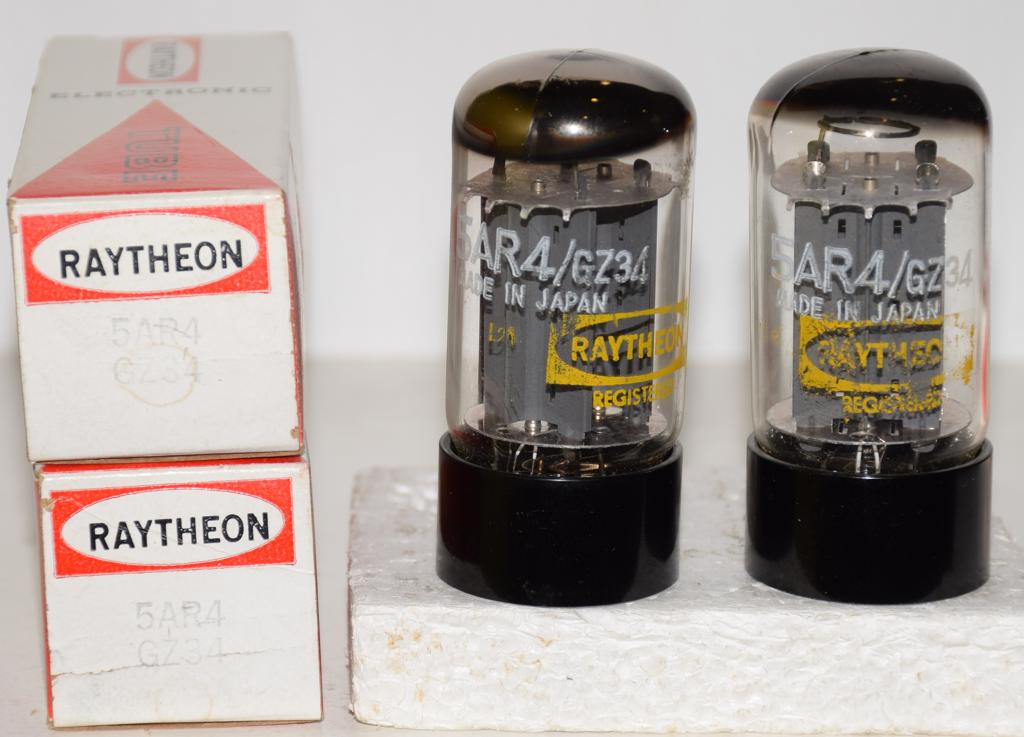 RAYTHEON
ELECTRONIC
TUBE
RAYTHEON
5AR4
GZ34
RAYTHEON
5AR4
GZ34
5AR4/GZ34
MADE IN JAPAN
RAYTHEON
5AR4/GZ34
MADE IN JAPAN
RAYTHEO